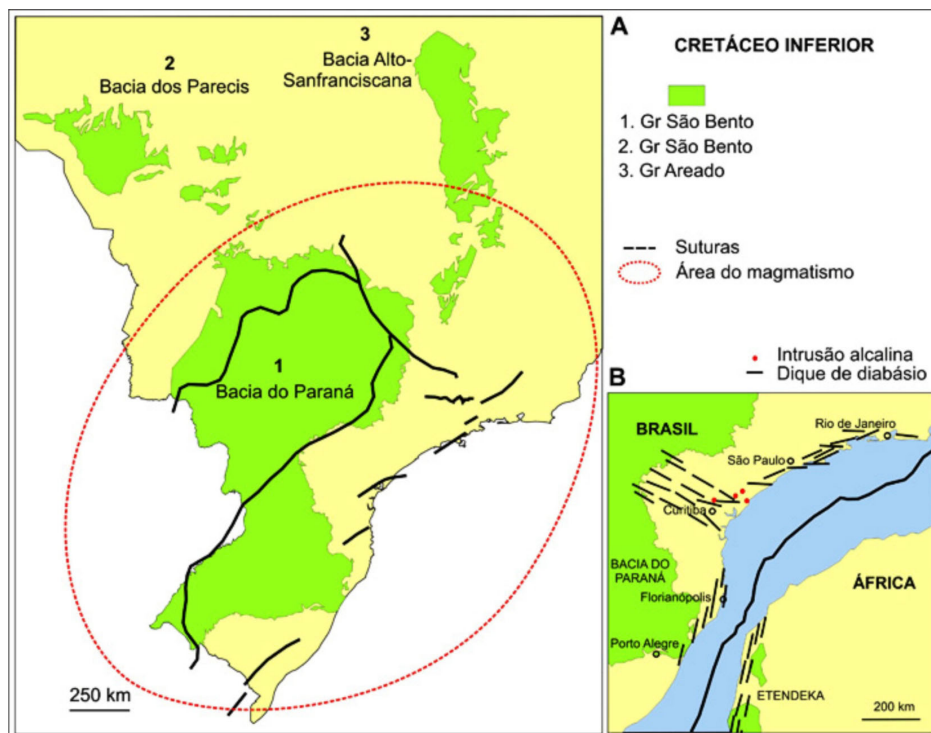 3
Bacia Alto-
Sanfranciscana
2
Bacia dos Parecis
1
Bacia do Paraná
250 km
A
CRETÁCEO INFERIOR
1. Gr São Bento
2. Gr São Bento
3. Gr Areado
Suturas
Área do magmatismo
Intrusão alcalina
Dique de diabásio
B
BRASIL
Rio de Janeiro
São Paulo
Curitiba
BACIA DO
PARANÁ
ÁFRICA
Florianópolis
Porto Alegre
ETENDEKA
200 km